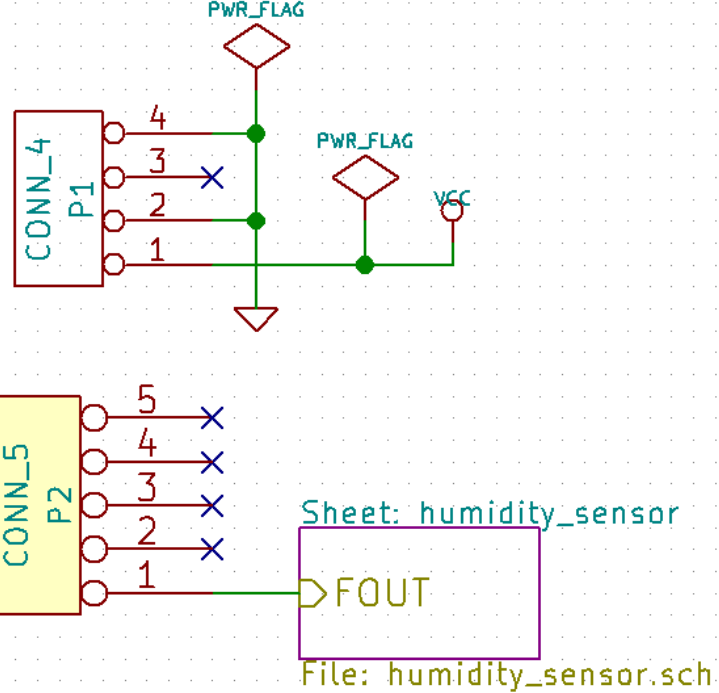 PWR_FLAG
4
PWR_FLAG
3
VCC
2
1
CONN_4
P1
5
4
3
2
1
CONN_5
P2
Sheet: humidity_sensor
FOUT
File: humidity_sensor.sch